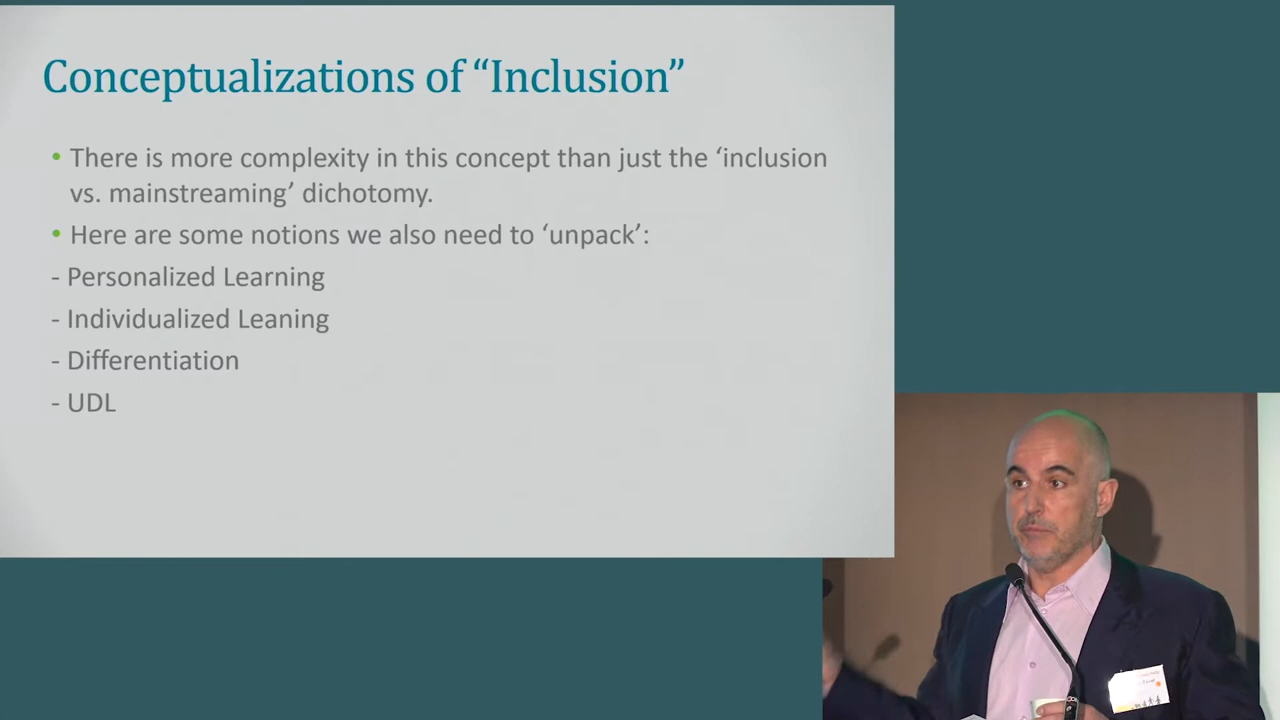 Conceptualizations of “Inclusion”
• There is more complexity in this concept than just the ‘inclusion
vs. mainstreaming’ dichotomy.
• Here are some notions we also need to ‘unpack’:
- Personalized Learning
- Individualized Leaning
- Differentiation
- UDL